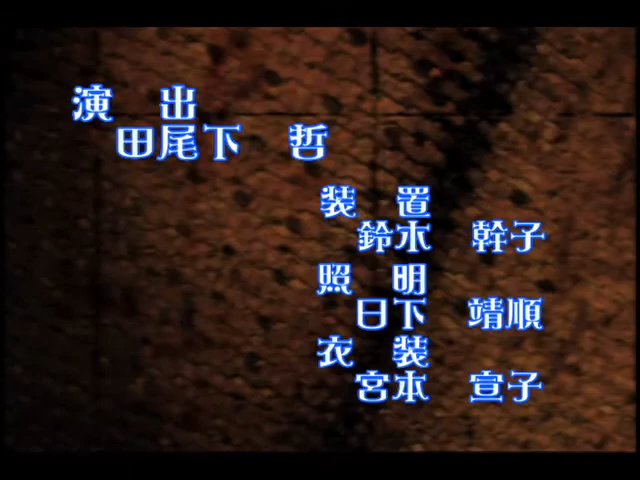 演　出
田尾下　哲
装　置
鈴木　幹子
照　明
日下　靖順
衣　装
宮本　宣子